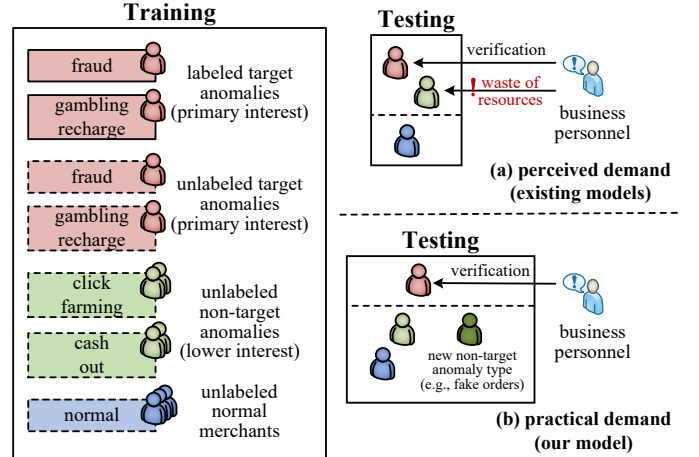 Training
fraud
gambling
recharge
labeled target
anomalies
(primary interest)
fraud
gambling
recharge
unlabeled target
anomalies
(primary interest)
click
farming
cash
out
unlabeled
non-target
anomalies
(lower interest)
normal
unlabeled
normal
merchants
Testing
verification
! waste of
resources
business
personnel
(a) perceived demand
(existing models)
Testing
verification
business
personnel
new non-target
anomaly type
(e.g., fake orders)
(b) practical demand
(our model)